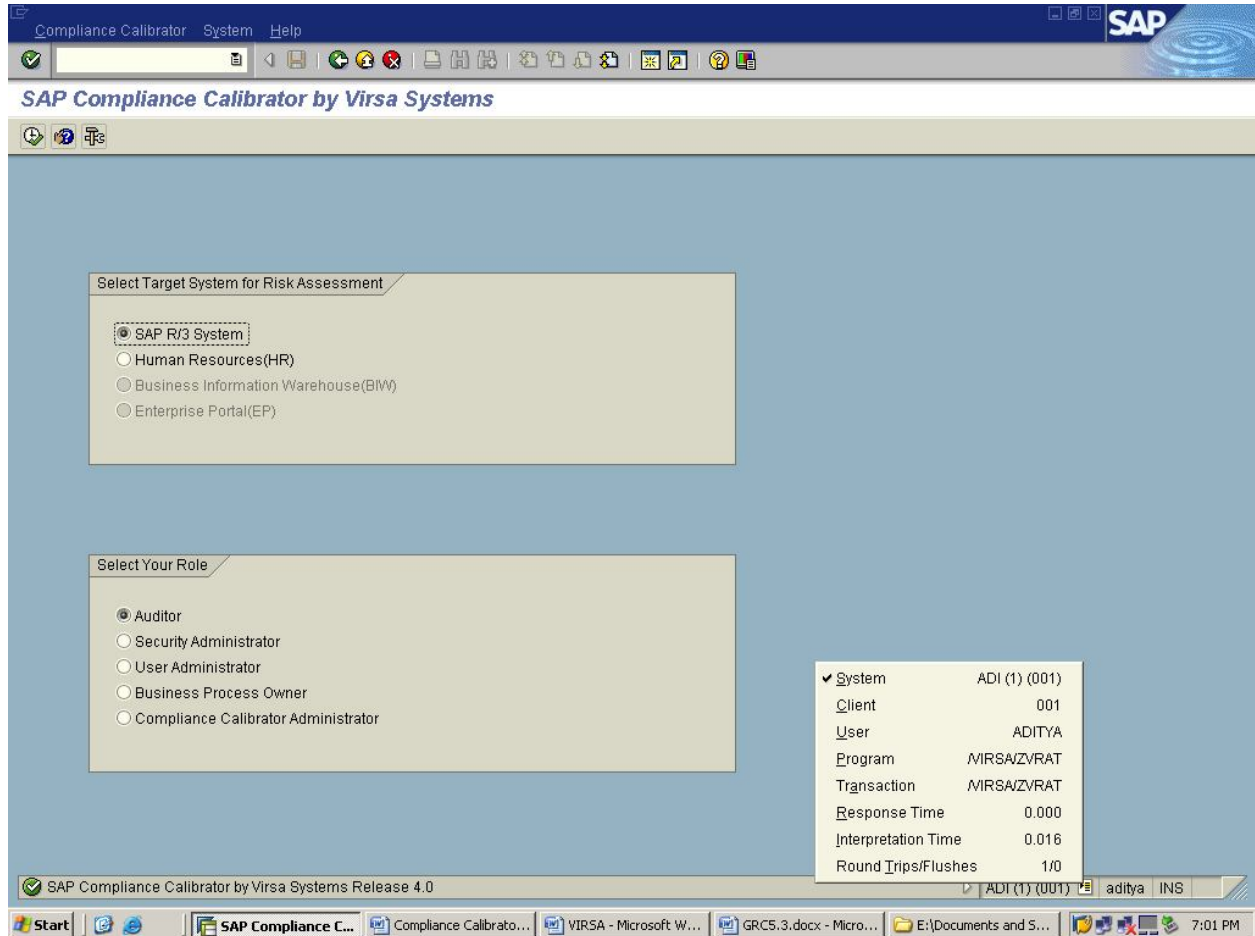 Compliance Calibrator System Help
SAP
SAP Compliance Calibrator by Virsa Systems
Select Target System for Risk Assessment
SAP R/3 System
Human Resources(HR)
Business Information Warehouse(BIW)
Enterprise Portal(EP)
Select Your Role
Auditor
Security Administrator
User Administrator
Business Process Owner
Compliance Calibrator Administrator
System ADI (1) (001)
Client 001
User ADITYA
Program /VIRSA/ZVRAT
Transaction /VIRSA/ZVRAT
Response Time 0.000
Interpretation Time 0.016
Round Trips/Flushes 1/0
SAP Compliance Calibrator by Virsa Systems Release 4.0 ADI (1) (001) aditya INS
Start SAP Compliance C... Compliance Calibrato... VIRSA - Microsoft W... GRC5.3.docx - Micro... E:\Documents and S... 7:01 PM